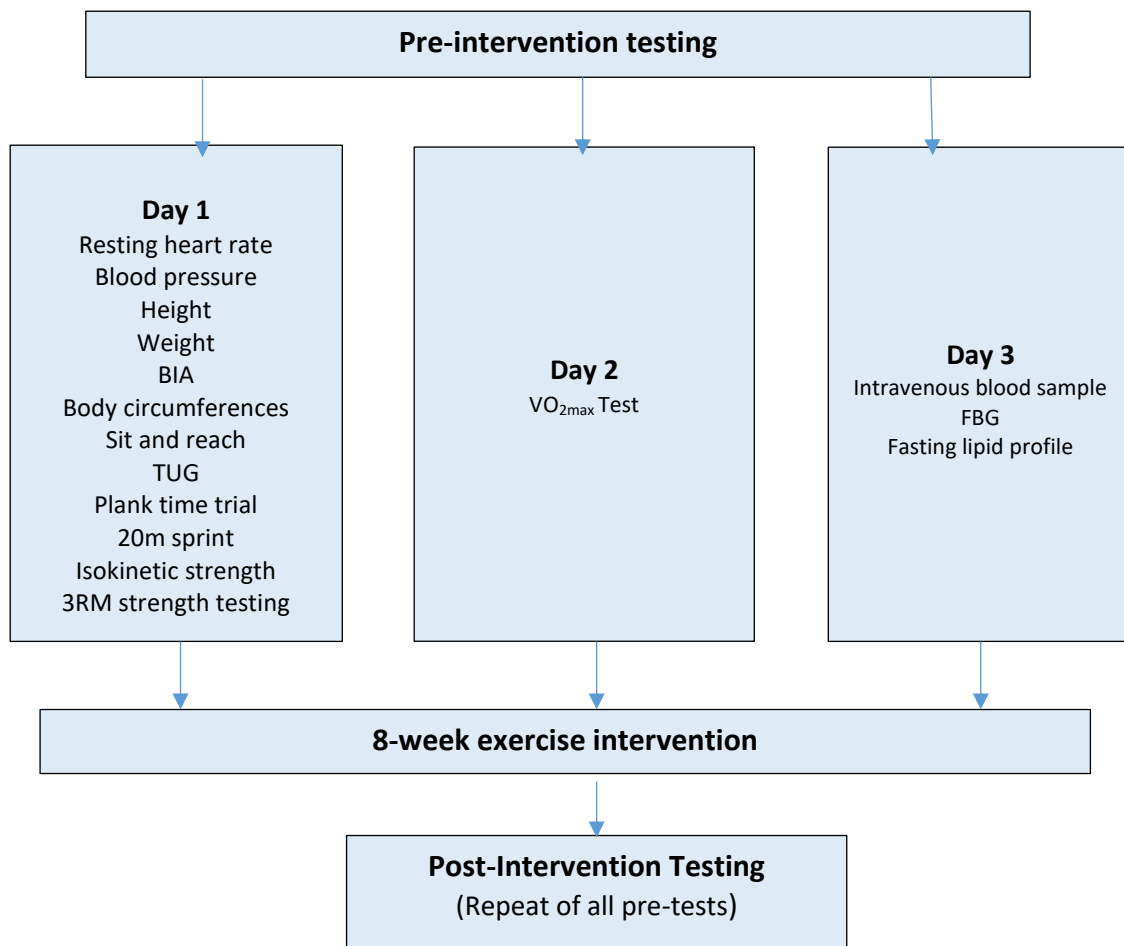 Pre-intervention testing
Day 1
Resting heart rate
Blood pressure
Height
Weight
BIA
Body circumferences
Sit and reach
TUG
Plank time trial
20m sprint
Isokinetic strength
3RM strength testing
Day 2
VO2max Test
Day 3
Intravenous blood sample
FBG
Fasting lipid profile
8-week exercise intervention
Post-Intervention Testing
(Repeat of all pre-tests)